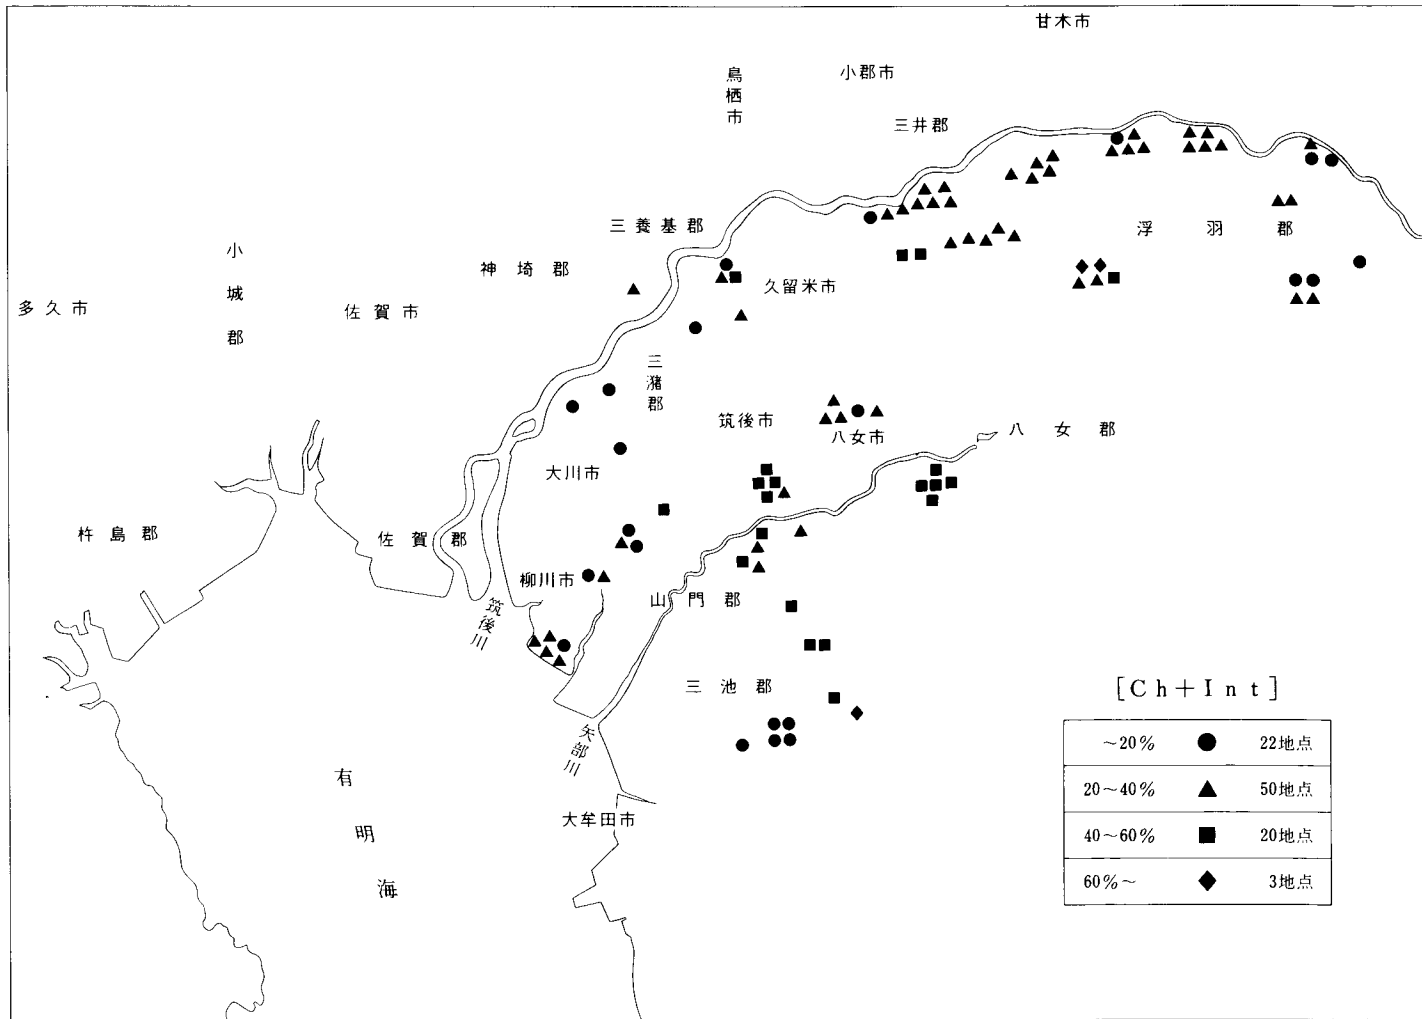 甘木市
小郡市
鳥栖市
三井郡
三養基郡
浮羽郡
小城郡
神埼郡
久留米市
多久市
佐賀市
三潴郡
筑後市
八女市
八女郡
大川市
杵島郡
佐賀郡
柳川市
山門郡
筑後川
三池郡
矢部川
有明海
大牟田市
[Ch+Int]
～20% ● 22地点
20～40% ▲ 50地点
40～60% ■ 20地点
60%～ ◆ 3地点